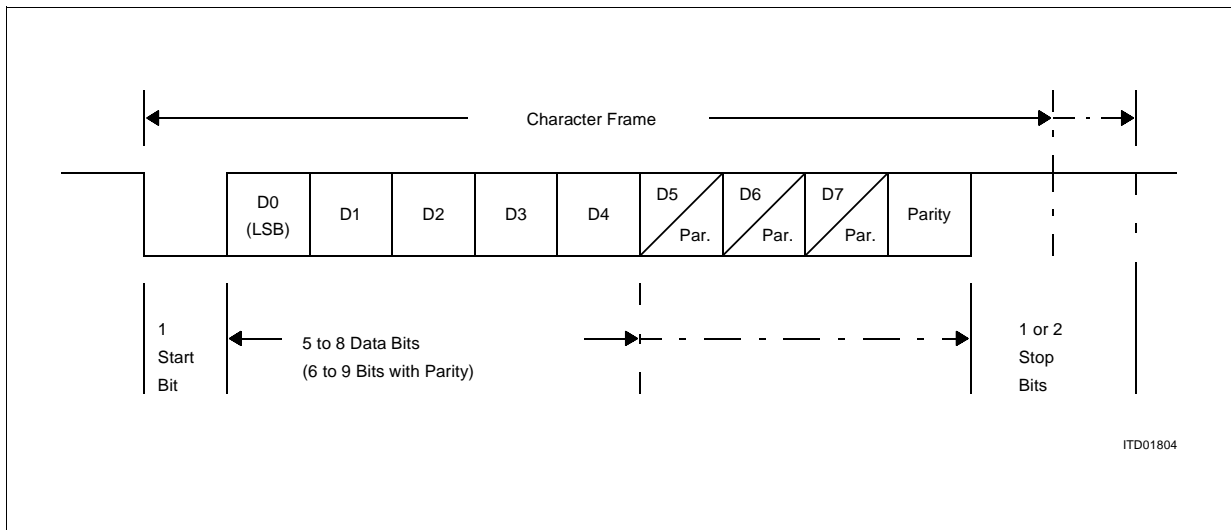 Character Frame
D0
(LSB)
D1
D2
D3
D4
D5
Par.
D6
Par.
D7
Par.
Parity
1
Start
Bit
5 to 8 Data Bits
(6 to 9 Bits with Parity)
1 or 2
Stop
Bits
ITD01804